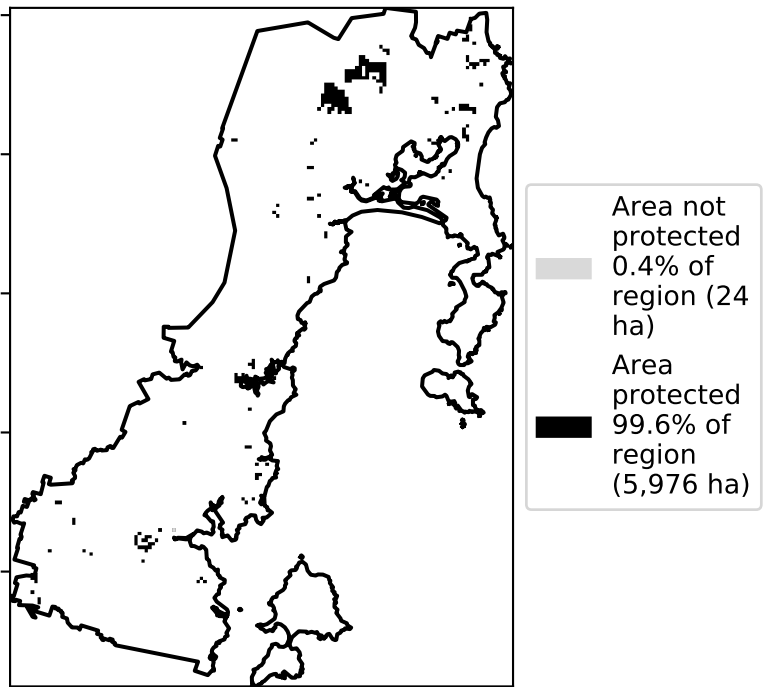 Area not
protected
0.4% of
region (24
ha)
Area
protected
99.6% of
region
(5,976 ha)